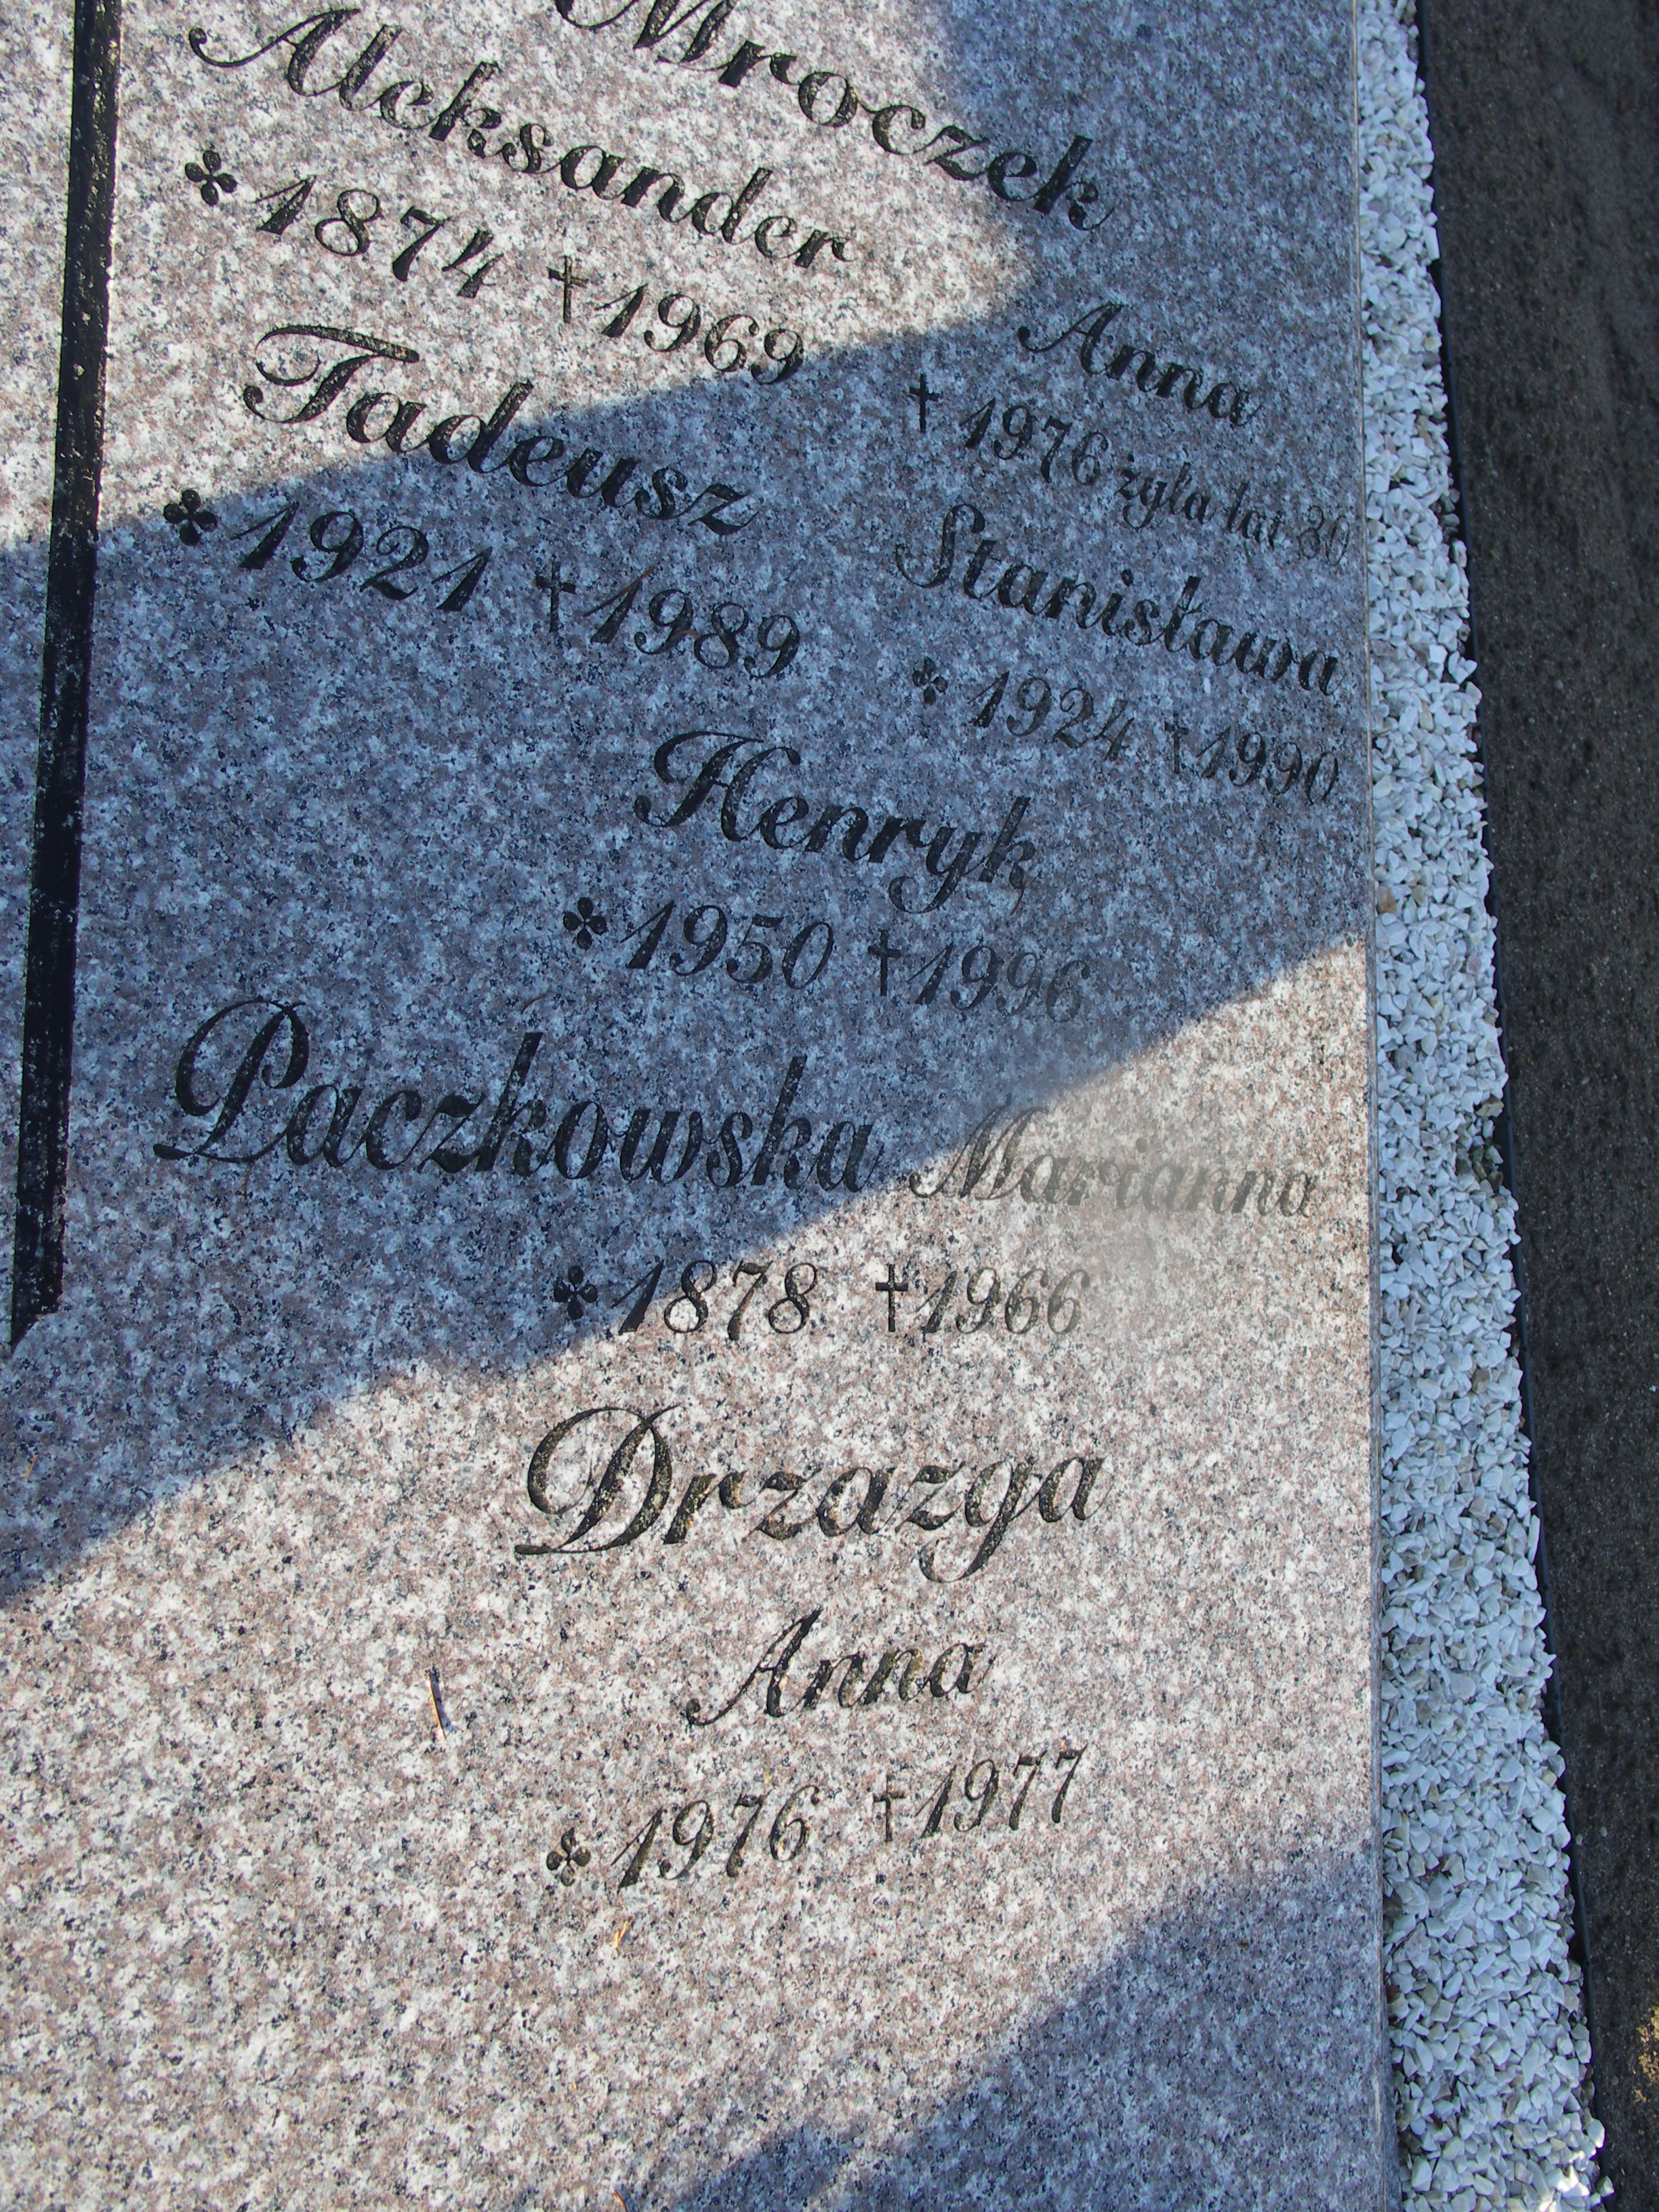 Mroczek
Aleksander
1874 †1969
Anna
†1976 żyła lat 80
Tadeusz
1921 †1989
Stanisława
1924 †1990
Henryk
1950 †1996
Paczkowska Marianna
1878 †1966
Drzazga
Anna
1976 †1977